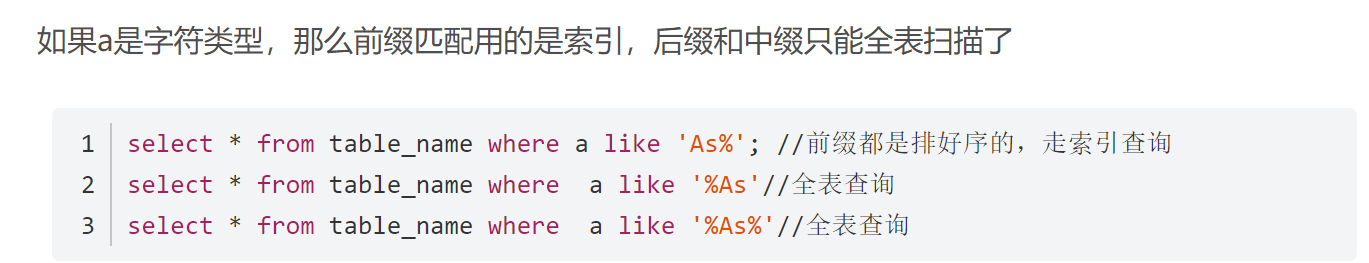 如果a是字符类型，那么前缀匹配用的是索引，后缀和中缀只能全表扫描了
1 select * from table_name where a like 'As%'; //前缀都是排好序的，走索引查询
2 select * from table_name where  a like '%As'//全表查询
3 select * from table_name where  a like '%As%'//全表查询